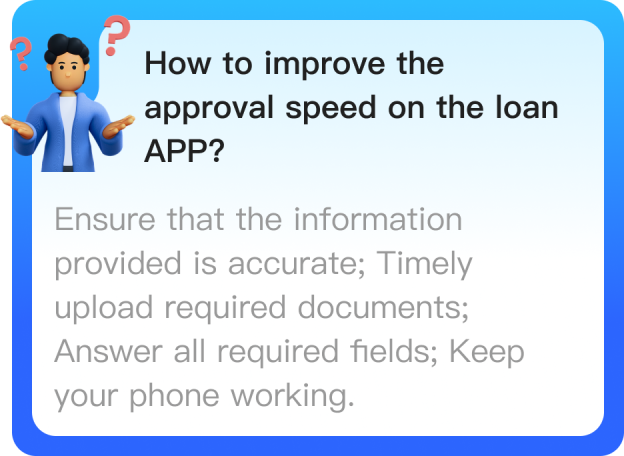 ? ?
How to improve the
approval speed on the loan
APP?
Ensure that the information
provided is accurate; Timely
upload required documents;
Answer all required fields; Keep
your phone working.